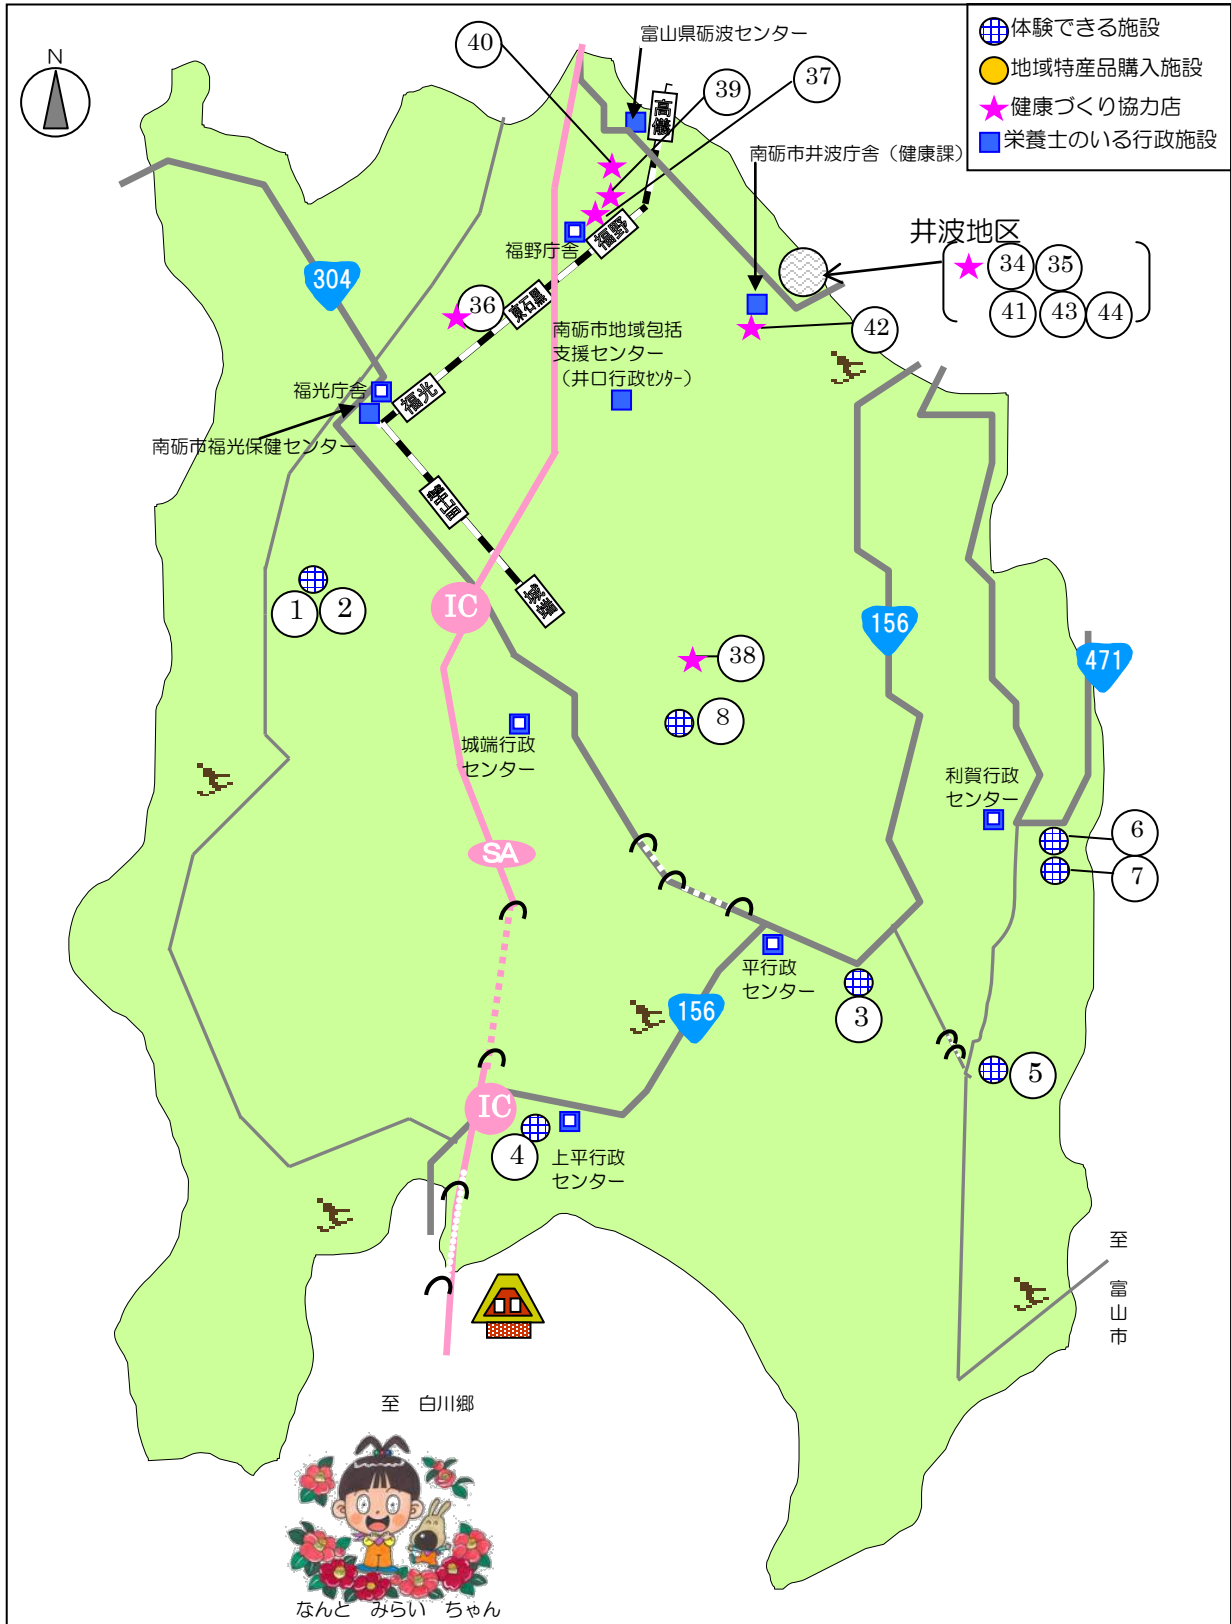 N
40
富山県砺波センター
39
37
高儀
体験できる施設
地域特産品購入施設
健康づくり協力店
栄養士のいる行政施設
南砺市井波庁舎（健康課）
井波地区
34 35
41 43 44
福野庁舎
福野
304
36
東石黒
南砺市地域包括
支援センター
（井口行政ｾﾝﾀｰ）
42
福光庁舎
福光
南砺市福光保健センター
越中山田
城端
1 2
IC
156
471
38
8
城端行政
センター
利賀行政
センター
SA
6
7
平行政
センター
156
3
5
IC
4
上平行政
センター
至 富山市
至　白川郷
なんと　みらい　ちゃん